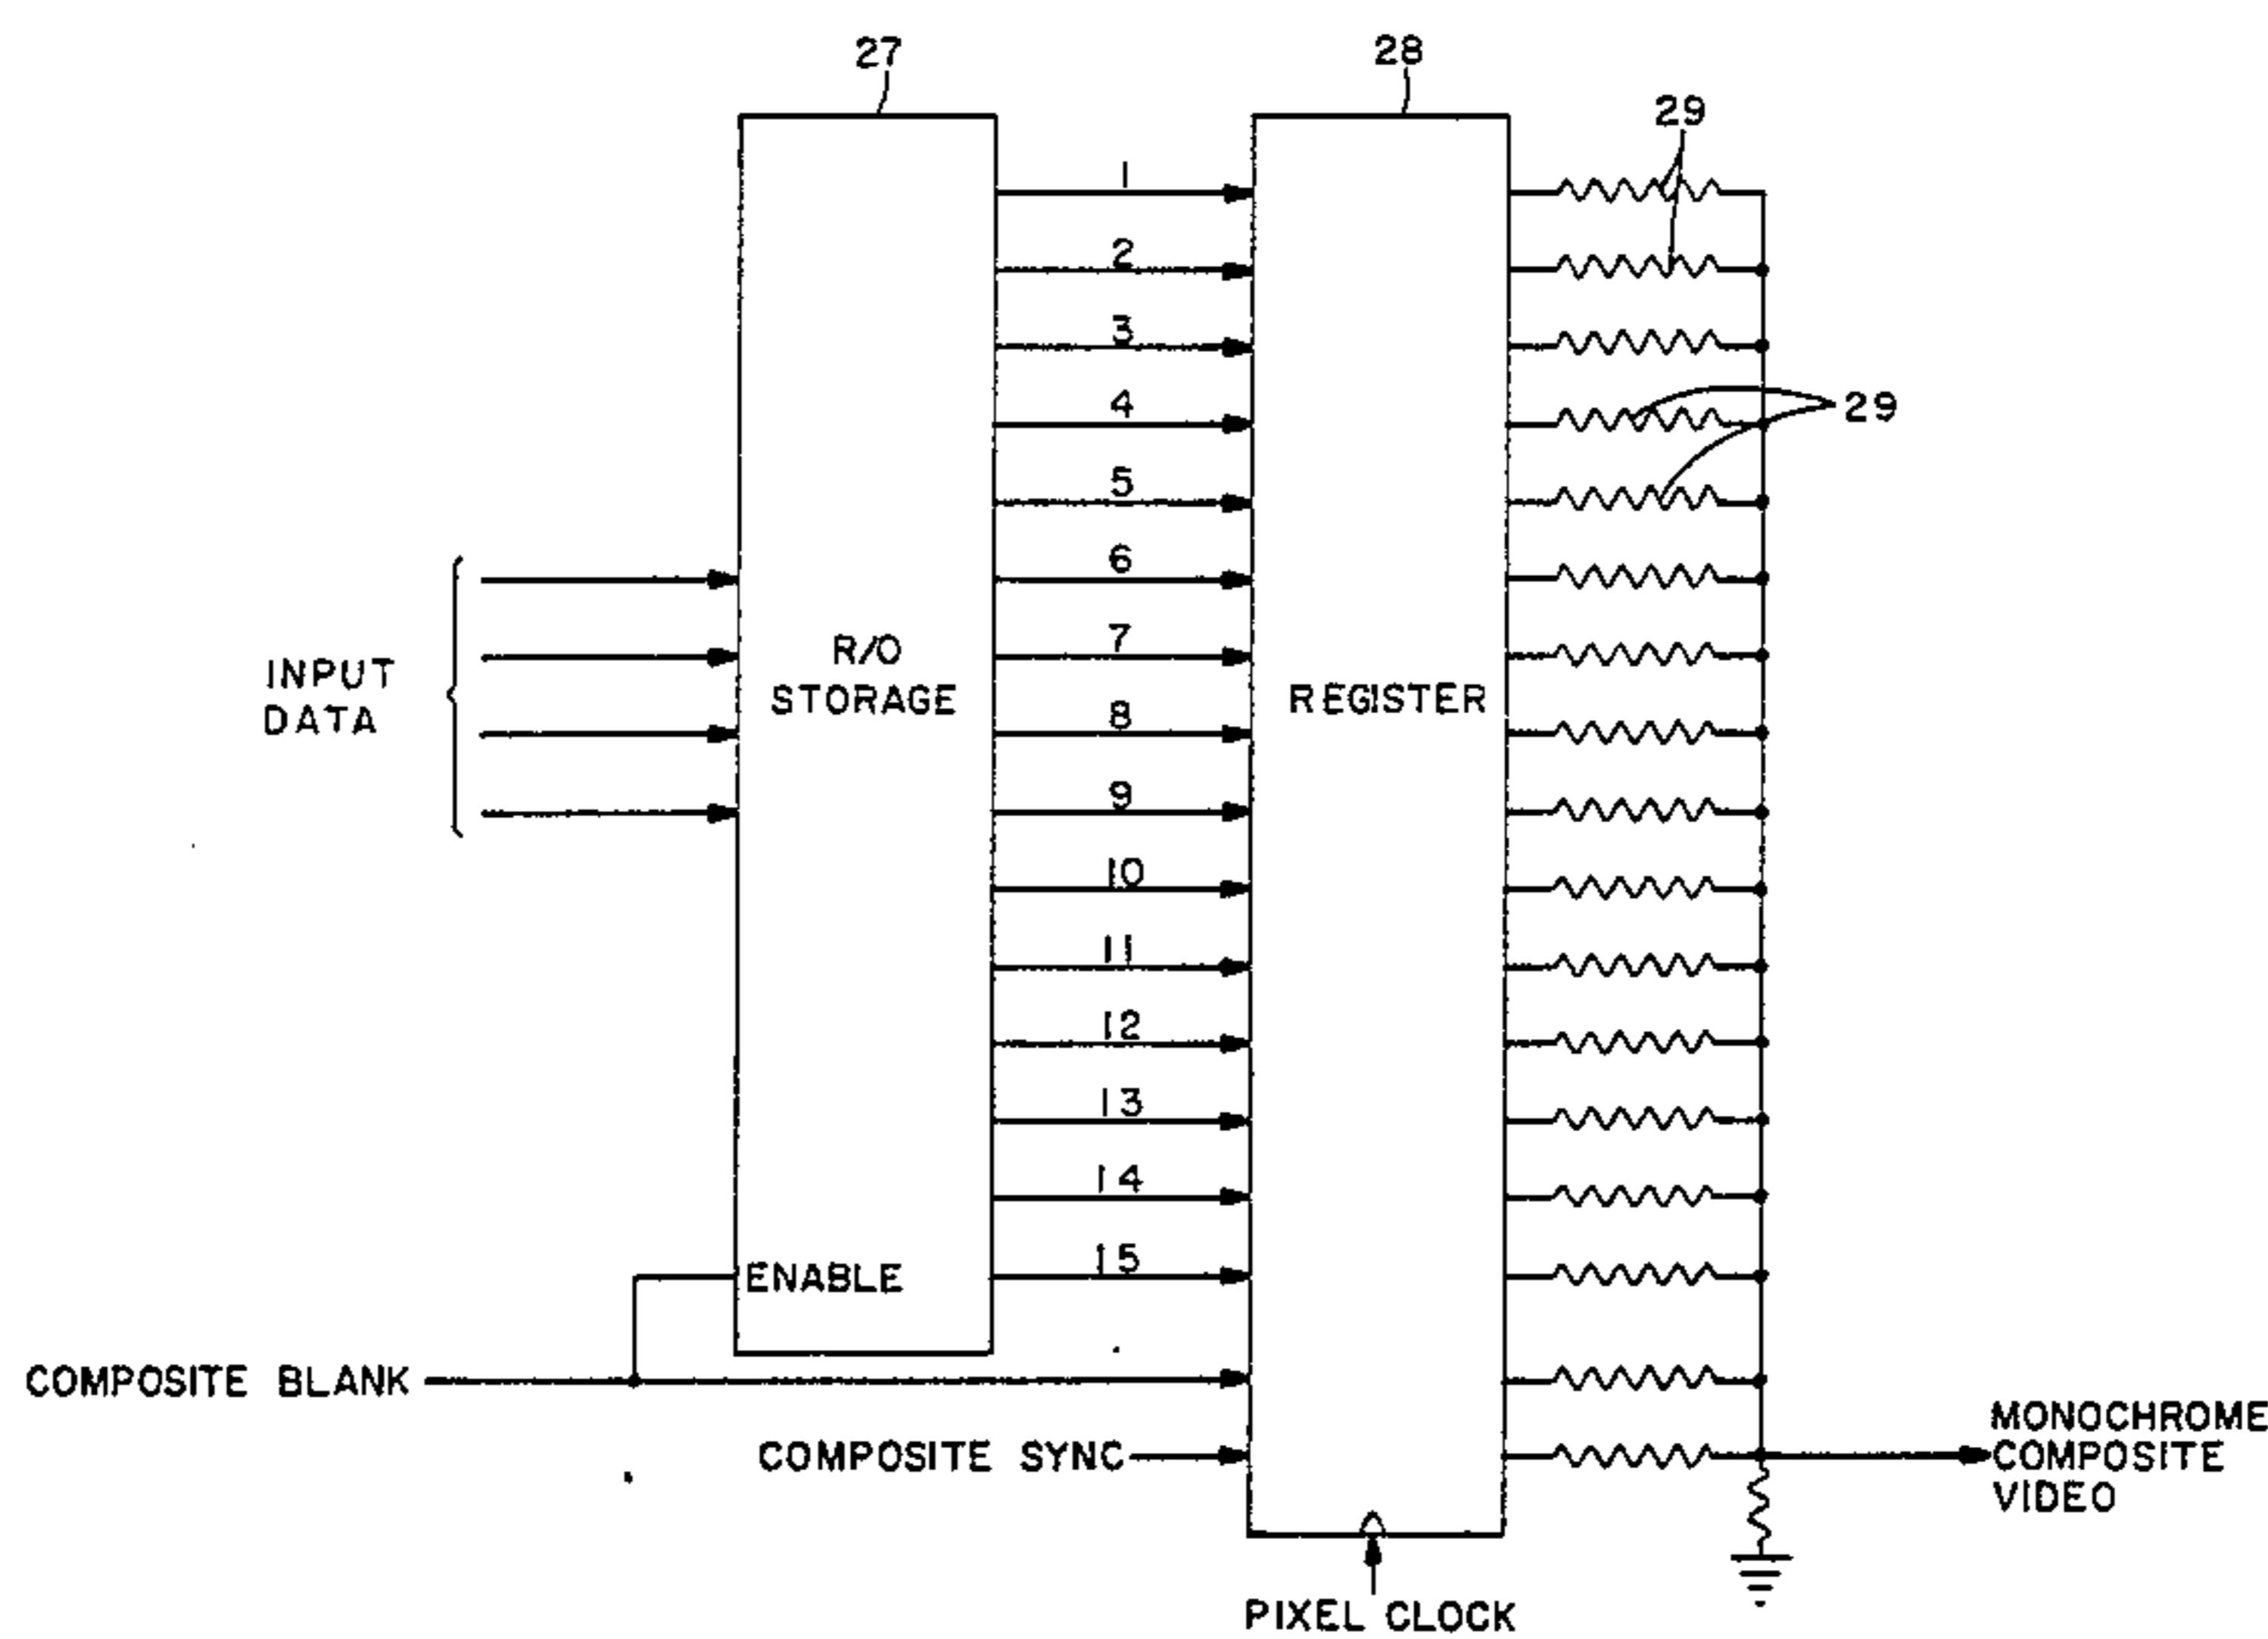 27
28
29
1
2
3
4
29
5
6
7
R/O
STORAGE
REGISTER
INPUT
DATA
8
9
10
11
12
13
14
15
ENABLE
COMPOSITE BLANK
COMPOSITE SYNC
MONOCHROME
COMPOSITE
VIDEO
PIXEL CLOCK